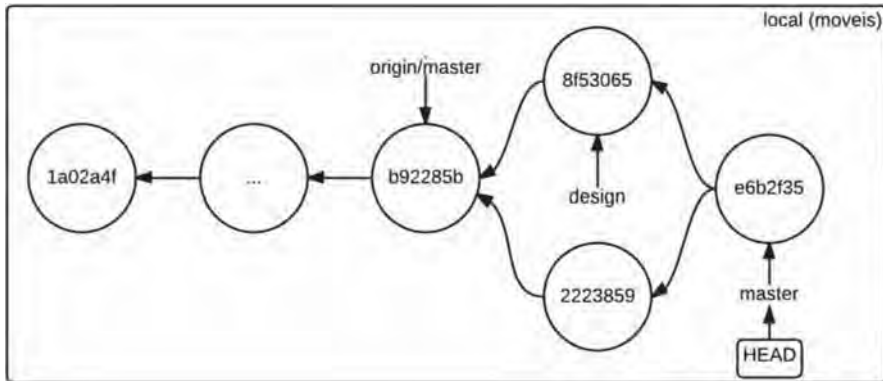 local (moveis)
origin/master
8f53065
1a02a4f
...
b92285b
e6b2f35
design
2223859
master
HEAD